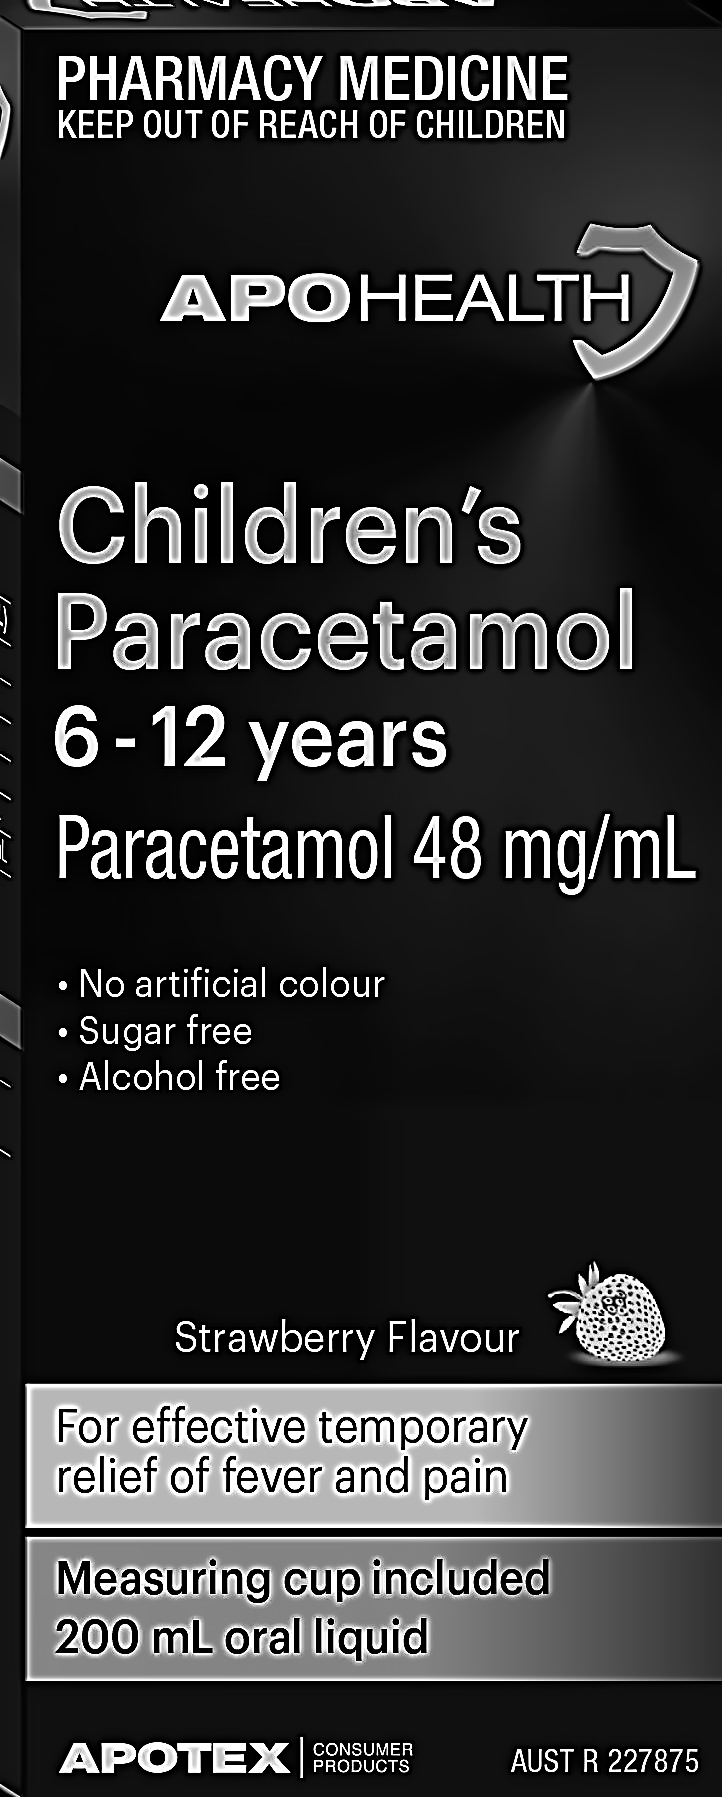 PHARMACY MEDICINE
KEEP OUT OF REACH OF CHILDREN
APOHEALTH
Children's
Paracetamol
6 - 12 years
Paracetamol 48 mg/mL
• No artificial colour
• Sugar free
• Alcohol free
Strawberry Flavour
For effective temporary
relief of fever and pain
Measuring cup included
200 mL oral liquid
APOTEX | CONSUMER
PRODUCTS
AUST R 227875